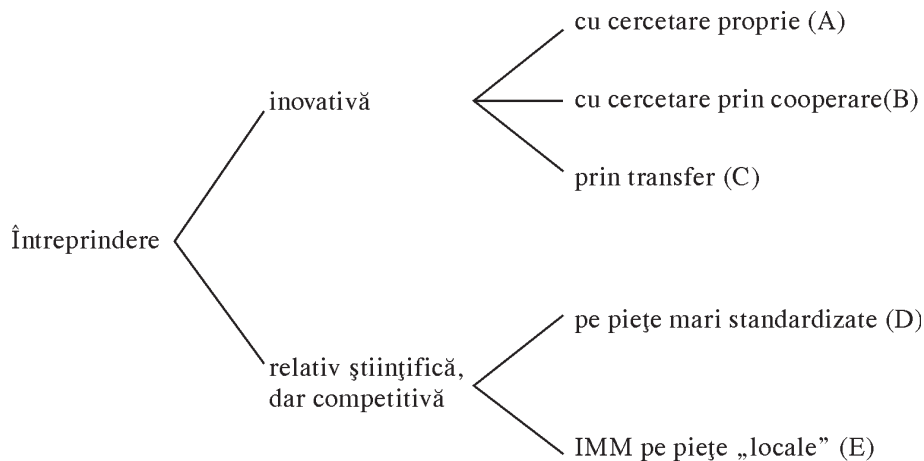 cu cercetare proprie (A)
inovativă
cu cercetare prin cooperare(B)
prin transfer (C)
Întreprindere
pe pieţe mari standardizate (D)
relativ ştiinţifică,
dar competitivă
IMM pe pieţe „locale” (E)